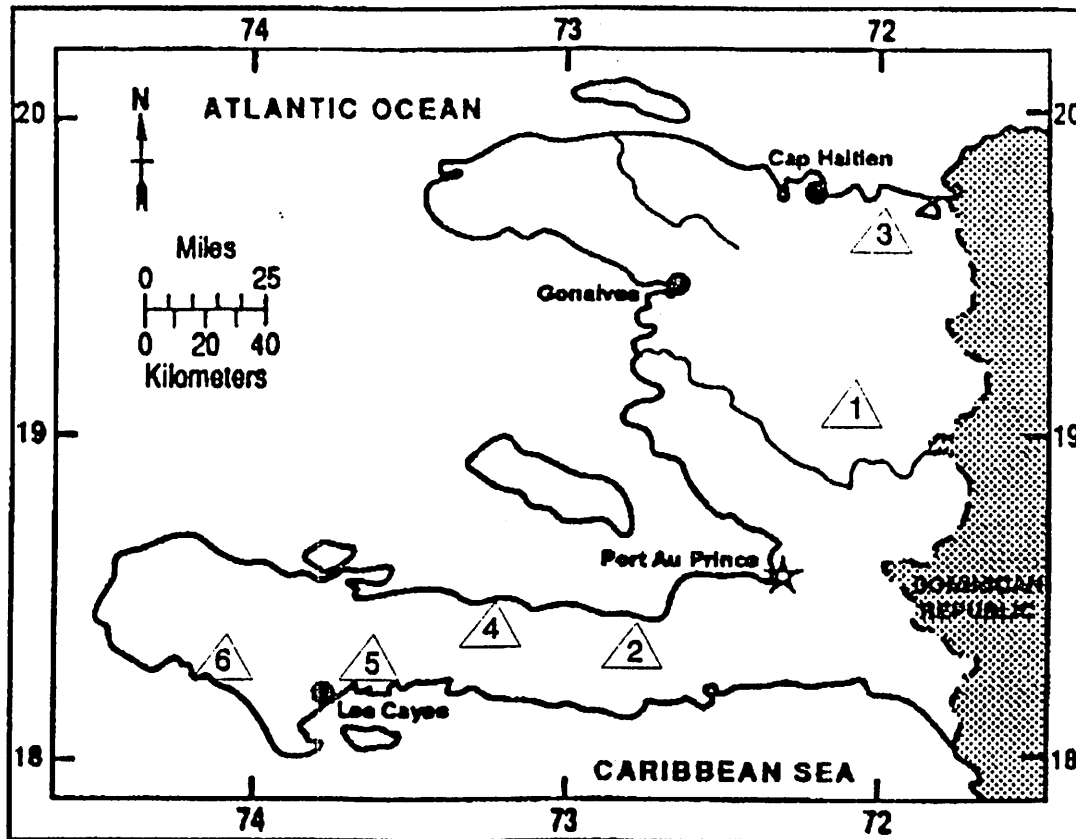 74 73 72
20 20
N
ATLANTIC OCEAN
Cap Haitien
3
Miles
0 25
Gonaives
0 20 40
Kilometers
1
19 19
Port Au Prince
DOMINICAN
REPUBLIC
4
2
6
5
Les Cayes
18 18
CARIBBEAN SEA
74 73 72